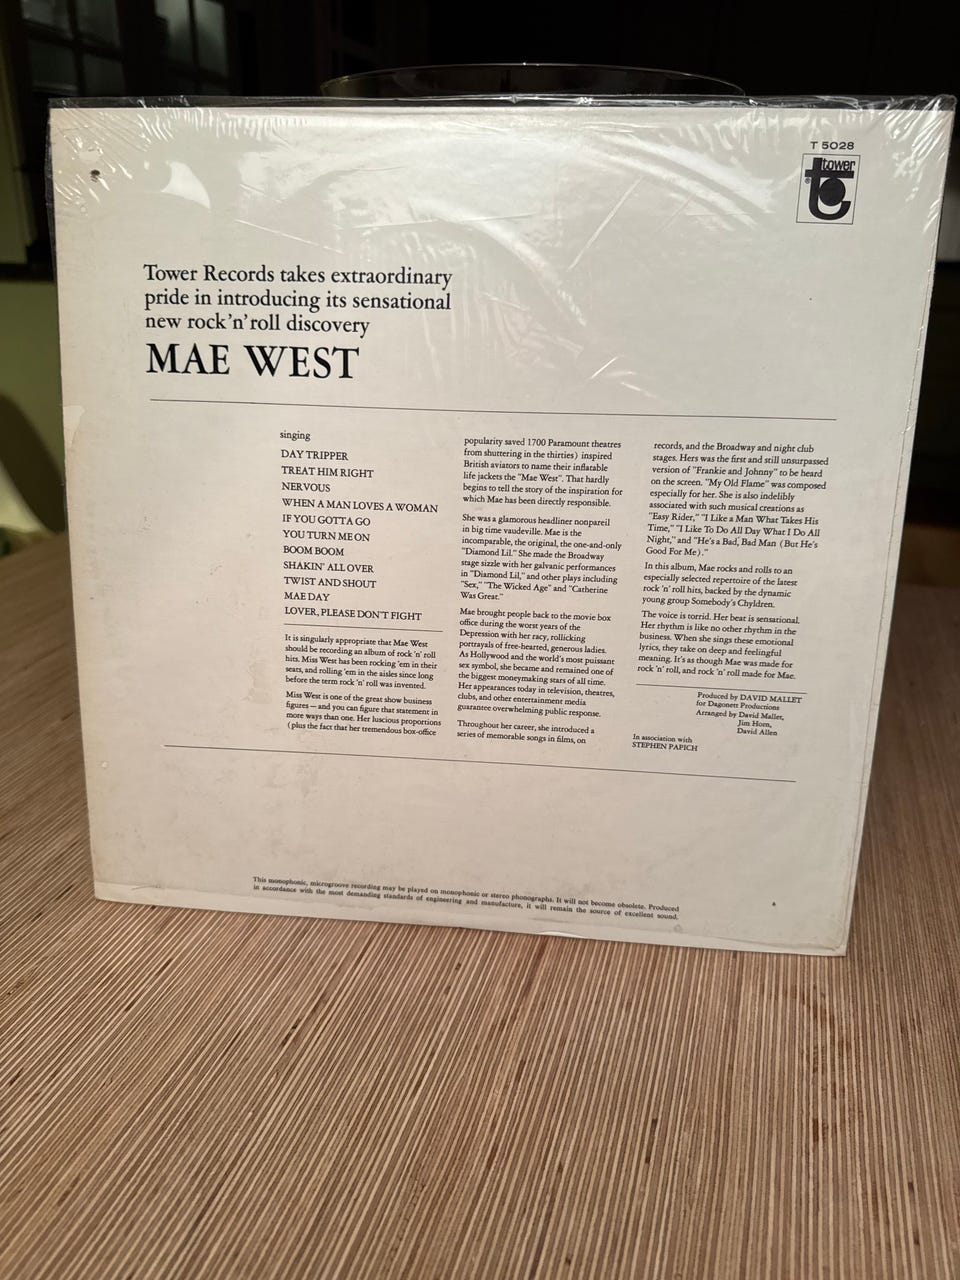 T 5028
tower
Tower Records takes extraordinary
pride in introducing its sensational
new rock'n'roll discovery
MAE WEST
singing
DAY TRIPPER
TREAT HIM RIGHT
NERVOUS
WHEN A MAN LOVES A WOMAN
IF YOU GOTTA GO
YOU TURN ME ON
BOOM BOOM
SHAKIN' ALL OVER
TWIST AND SHOUT
MAE DAY
LOVER, PLEASE DON'T FIGHT
It is singularly appropriate that Mae West
should be recording an album of rock 'n' roll
hits. Miss West has been rocking 'em in their
seats, and rolling 'em in the aisles since long
before the term rock 'n' roll was invented.
Miss West is one of the great show business
figures — and you can figure that statement in
more ways than one. Her luscious proportions
(plus the fact that her tremendous box-office
popularity saved 1700 Paramount theatres
from shuttering in the thirties) inspired
British aviators to name their inflatable
life jackets the "Mae West". That hardly
begins to tell the story of the inspiration for
which Mae has been directly responsible.
She was a glamorous headliner nonpareil
in big time vaudeville. Mae is the
incomparable, the original, the one-and-only
"Diamond Lil." She made the Broadway
stage sizzle with her galvanic performances
in "Diamond Lil," and other plays including
"Sex," "The Wicked Age" and "Catherine
Was Great."
Mae brought people back to the movie box
office during the worst years of the
Depression with her racy, rollicking
portrayals of free-hearted, generous ladies.
As Hollywood and the world's most puissant
sex symbol, she became and remained one of
the biggest moneymaking stars of all time.
Her appearances today in television, theatres,
clubs, and other entertainment media
guarantee overwhelming public response.
Throughout her career, she introduced a
series of memorable songs in films, on
records, and the Broadway and night club
stages. Hers was the first and still unsurpassed
version of "Frankie and Johnny" to be heard
on the screen. "My Old Flame" was composed
especially for her. She is also indelibly
associated with such musical creations as
"Easy Rider," "I Like a Man What Takes His
Time," "I Like To Do All Day What I Do All
Night," and "He's a Bad, Bad Man (But He's
Good For Me)."
In this album, Mae rocks and rolls to an
especially selected repertoire of the latest
rock 'n' roll hits, backed by the dynamic
young group Somebody's Chyldren.
The voice is torrid. Her beat is sensational.
Her rhythm is like no other rhythm in the
business. When she sings these emotional
lyrics, they take on deep and feelingful
meaning. It's as though Mae was made for
rock 'n' roll, and rock 'n' roll made for Mae.
Produced by DAVID MALLET
for Dagonett Productions
Arranged by David Mallet,
Jim Horn,
David Allen
In association with
STEPHEN PAPICH
This monophonic, microgroove recording may be played on monophonic or stereo phonographs. It will not become obsolete. Produced
in accordance with the most demanding standards of engineering and manufacture, it will remain the source of excellent sound.